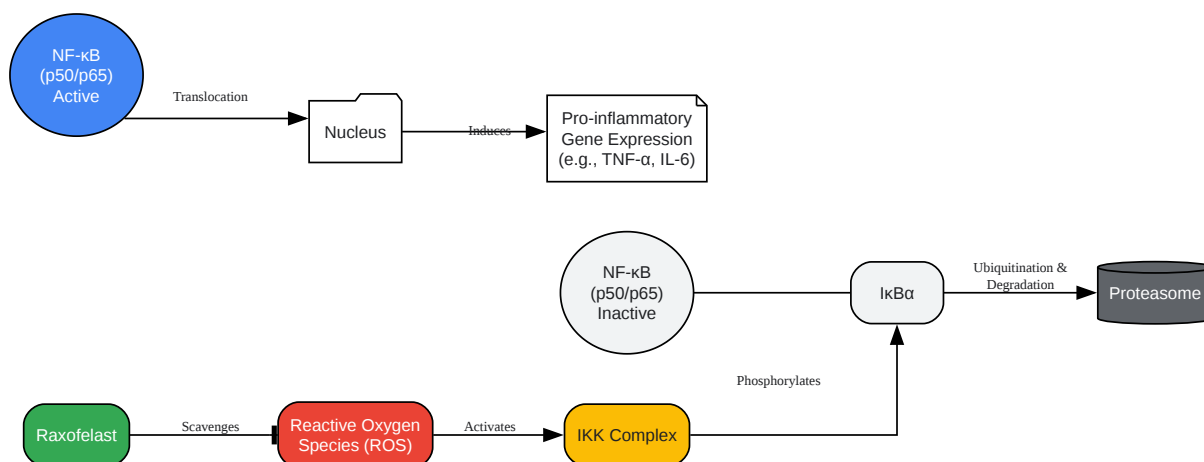 NF-κB
(p50/p65)
Active
Translocation
Nucleus
Induces
Pro-inflammatory
Gene Expression
(e.g., TNF-α, IL-6)
NF-κB
(p50/p65)
Inactive
IκBα
Ubiquitination &
Degradation
Proteasome
Phosphorylates
Raxofelast
Scavenges
Reactive Oxygen
Species (ROS)
Activates
IKK Complex